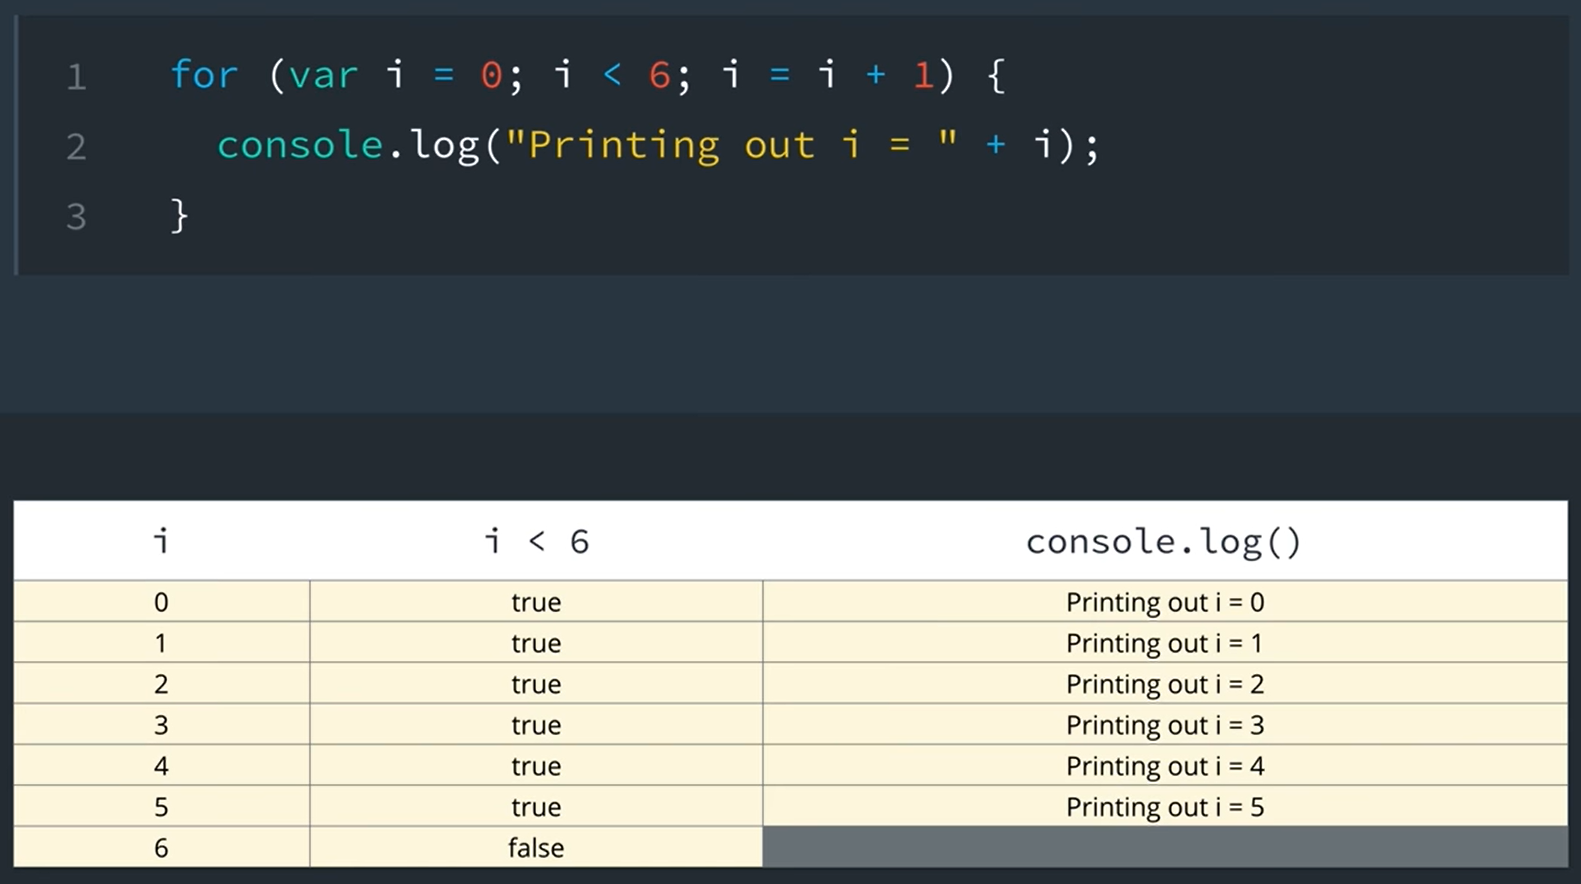 1 for (var i = 0; i < 6; i = i + 1) {
2 console.log("Printing out i = " + i);
3 }
i i < 6 console.log()
0 true Printing out i = 0
1 true Printing out i = 1
2 true Printing out i = 2
3 true Printing out i = 3
4 true Printing out i = 4
5 true Printing out i = 5
6 false